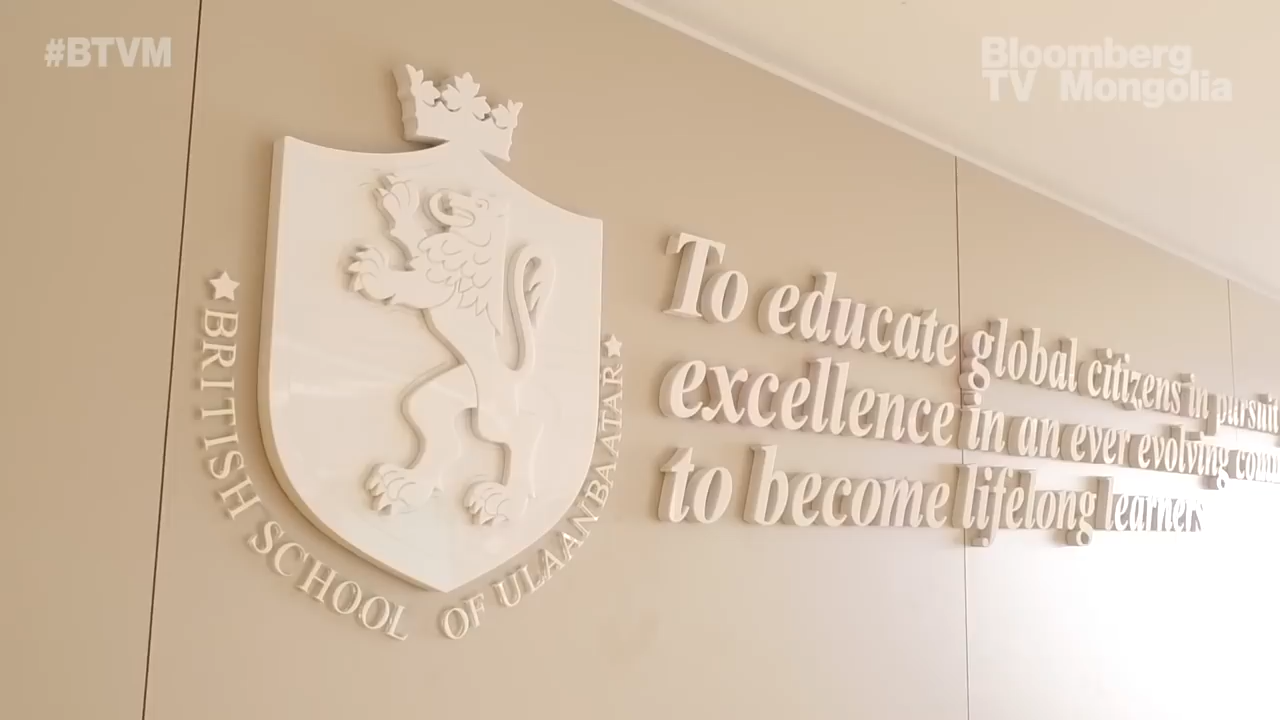 #BTVM
Bloomberg
TV Mongolia
BRITISH SCHOOL OF ULAANBAATAR
To educate global citizens in pursuit
excellence in an ever evolving
to become lifelong learners